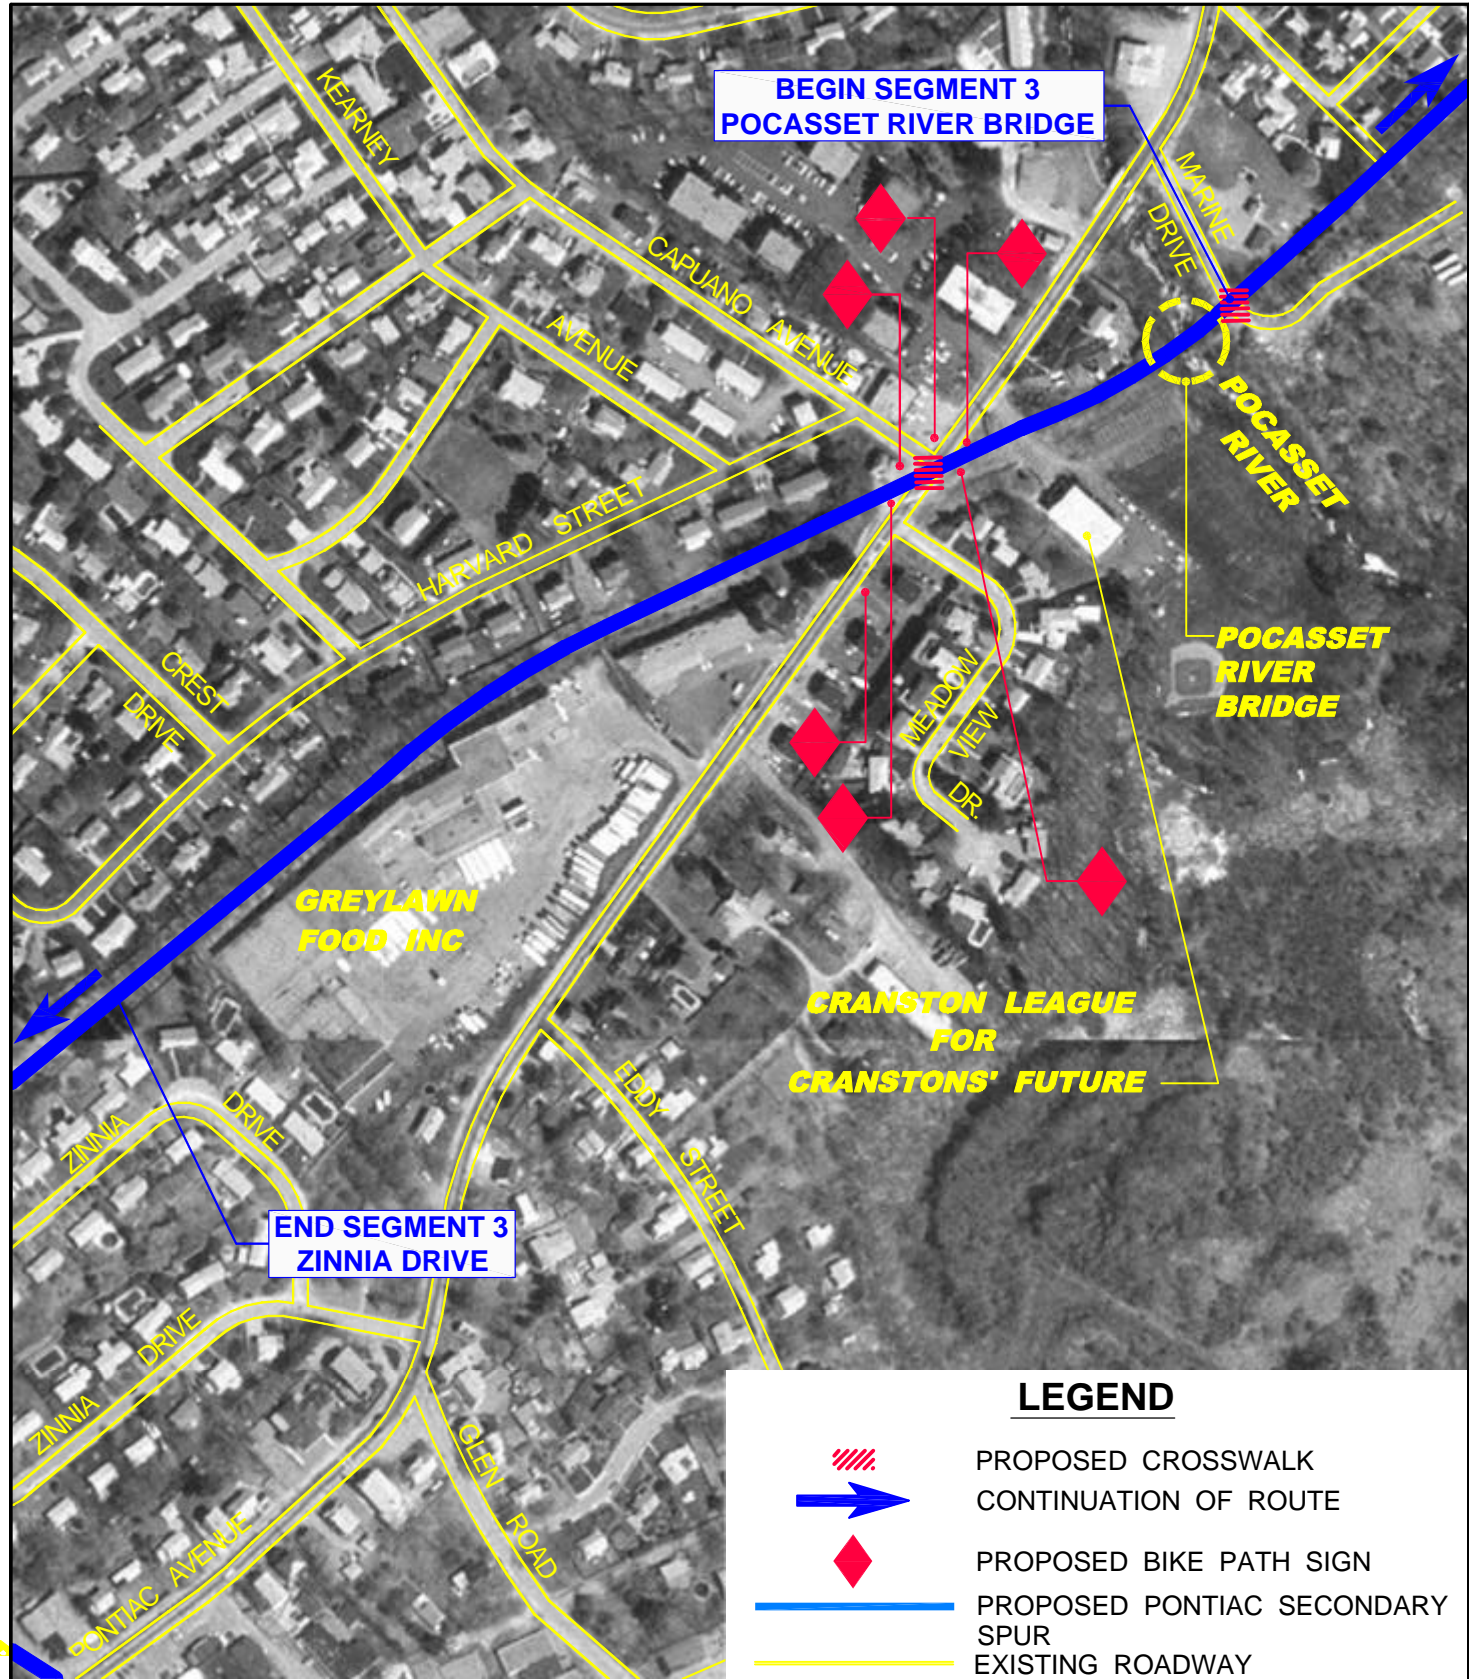 BEGIN SEGMENT 3
POCASSET RIVER BRIDGE
KEARNEY
AVENUE
CAPUANO AVENUE
MARINE
DRIVE
POCASSET
RIVER
HARVARD STREET
POCASSET
RIVER
BRIDGE
CREST
DRIVE
MEADOW
VIEW
DR.
GREYLAWN
FOOD INC
CRANSTON LEAGUE
FOR
CRANSTONS' FUTURE
EDDY
STREET
ZINNIA DRIVE
END SEGMENT 3
ZINNIA DRIVE
ZINNIA DRIVE
GLEN
ROAD
PONTIAC AVENUE
LEGEND
PROPOSED CROSSWALK
CONTINUATION OF ROUTE
PROPOSED BIKE PATH SIGN
PROPOSED PONTIAC SECONDARY
SPUR
EXISTING ROADWAY